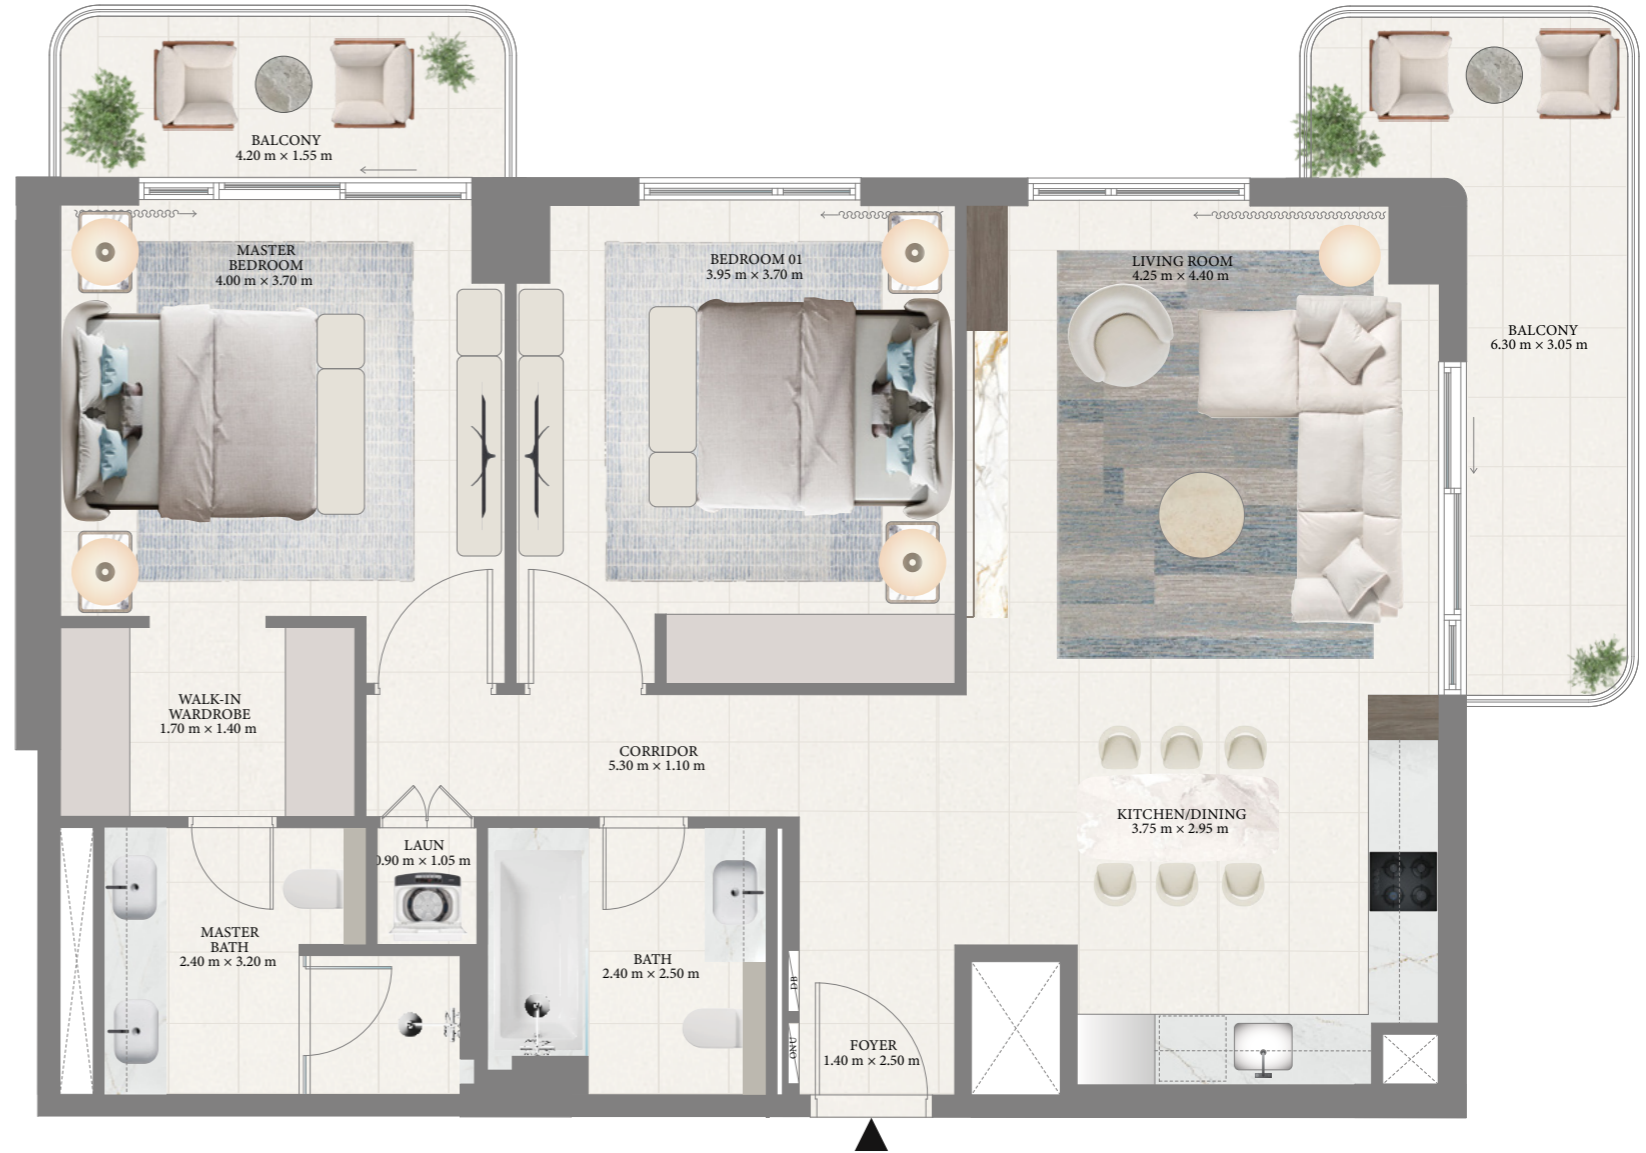 BALCONY
4.20 m × 1.55 m
MASTER
BEDROOM
4.00 m × 3.70 m
BEDROOM 01
3.95 m × 3.70 m
LIVING ROOM
4.25 m × 4.40 m
BALCONY
6.30 m × 3.05 m
WALK-IN
WARDROBE
1.70 m × 1.40 m
CORRIDOR
5.30 m × 1.10 m
KITCHEN/DINING
3.75 m × 2.95 m
LAUN
0.90 m × 1.05 m
MASTER
BATH
2.40 m × 3.20 m
BATH
2.40 m × 2.50 m
DB
ONU
FOYER
1.40 m × 2.50 m